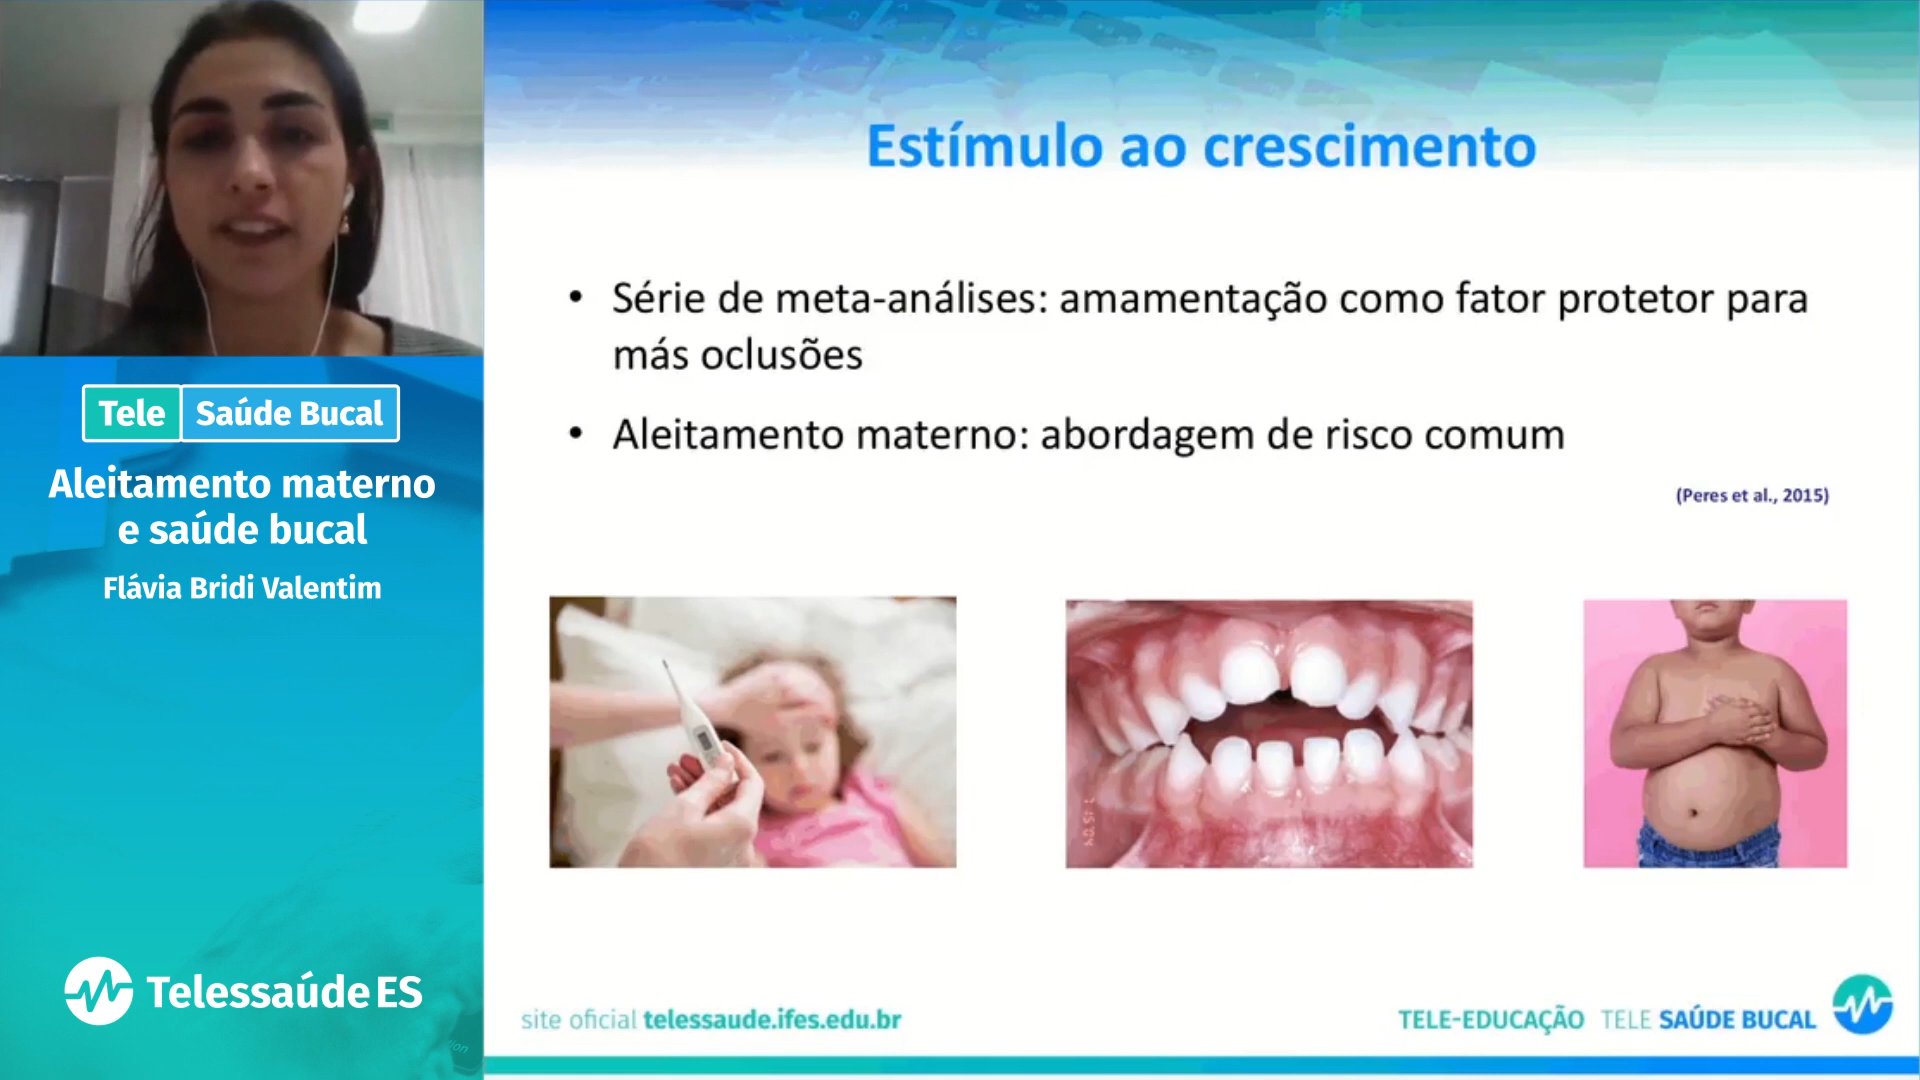 Tele Saúde Bucal
Aleitamento materno
e saúde bucal
Flávia Bridi Valentim
Telessaúde ES
Estímulo ao crescimento
• Série de meta-análises: amamentação como fator protetor para
más oclusões
• Aleitamento materno: abordagem de risco comum
(Peres et al., 2015)
site oficial telessaude.ifes.edu.br
TELE-EDUCAÇÃO TELE SAÚDE BUCAL